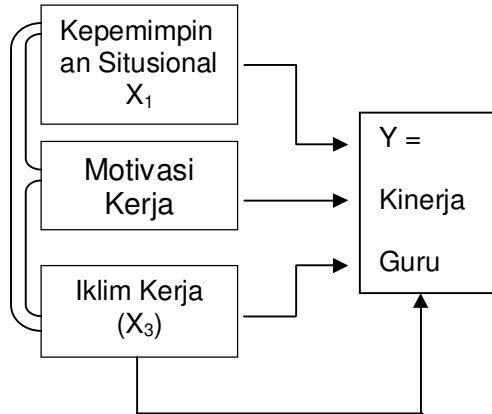 Kepemimpin
an Situsional
X₁
Motivasi
Kerja
Iklim Kerja
(X₃)
Y =
Kinerja
Guru